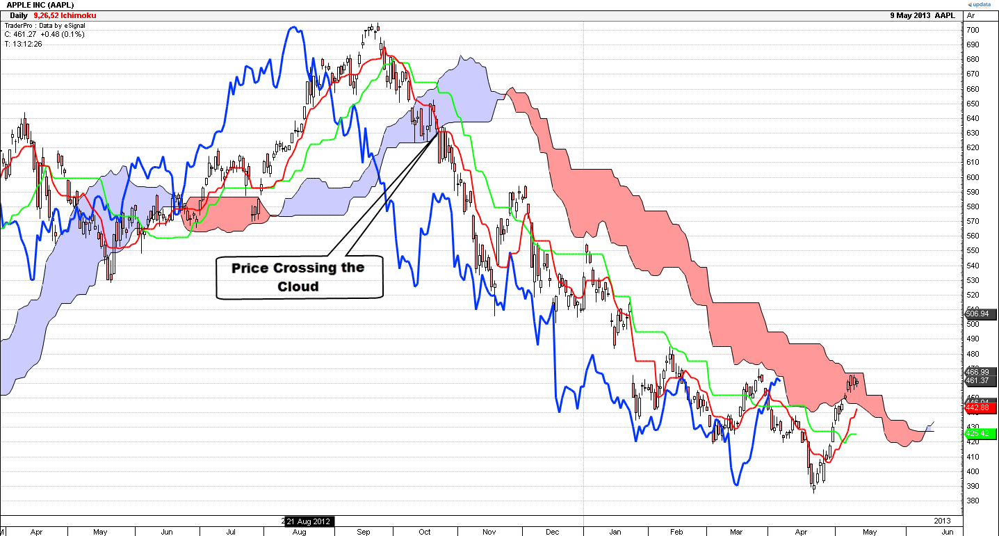 APPLE INC (AAPL)
updata
Daily 9,26,52 Ichimoku
9 May 2013 AAPL
Ar
TraderPro : Data by eSignal
C: 461.27 +0.48 (0.1%)
T: 13:12:26
700
690
680
670
660
650
640
630
620
610
600
590
580
570
560
550
540
530
520
506.94
500
490
480
466.99
461.37
442.88
430
425.42
420
410
400
390
380
Price Crossing the
Cloud
21 Aug 2012
2013
Apr
May
Jun
Jul
Aug
Sep
Oct
Nov
Dec
Jan
Feb
Mar
Apr
May
Jun